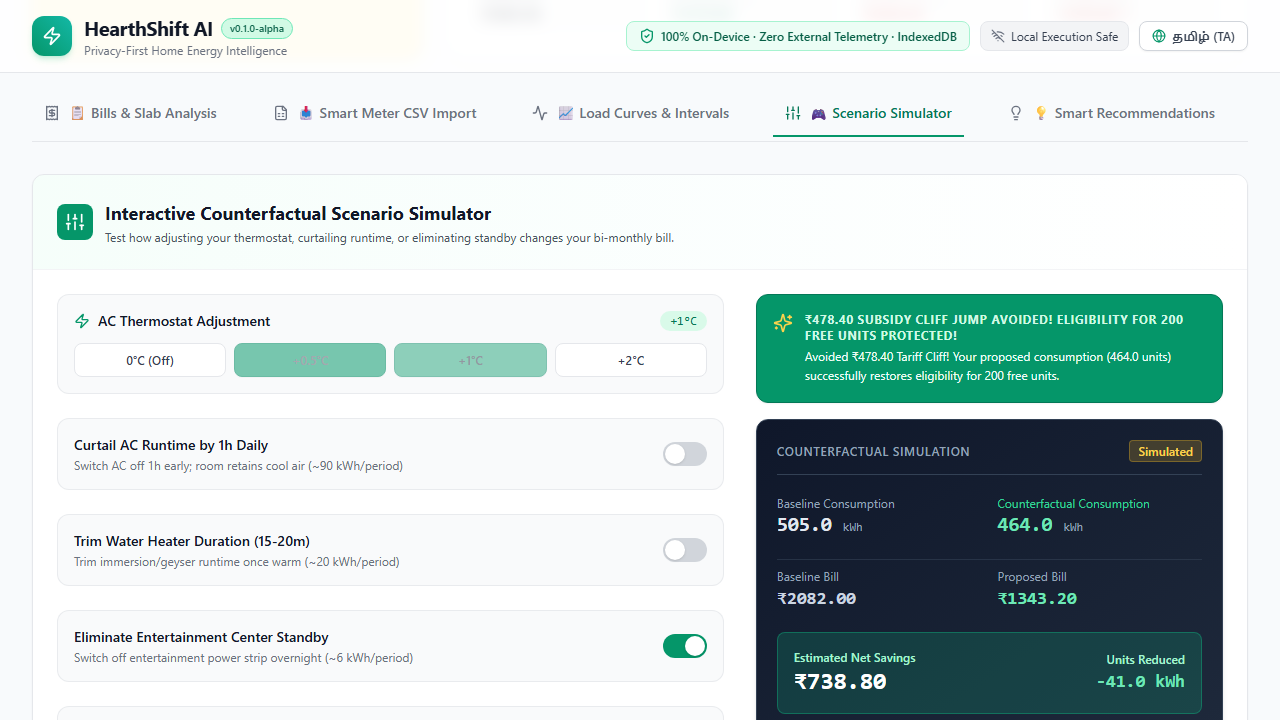 HearthShift AI
v0.1.0-alpha
Privacy-First Home Energy Intelligence
100% On-Device · Zero External Telemetry · IndexedDB
Local Execution Safe
தமிழ் (TA)
Bills & Slab Analysis
Smart Meter CSV Import
Load Curves & Intervals
Scenario Simulator
Smart Recommendations
Interactive Counterfactual Scenario Simulator
Test how adjusting your thermostat, curtailing runtime, or eliminating standby changes your bi-monthly bill.
AC Thermostat Adjustment
+1°C
0°C (Off)
+0.5°C
+1°C
+2°C
Curtail AC Runtime by 1h Daily
Switch AC off 1h early; room retains cool air (~90 kWh/period)
Trim Water Heater Duration (15-20m)
Trim immersion/geyser runtime once warm (~20 kWh/period)
Eliminate Entertainment Center Standby
Switch off entertainment power strip overnight (~6 kWh/period)
₹478.40 SUBSIDY CLIFF JUMP AVOIDED! ELIGIBILITY FOR 200
FREE UNITS PROTECTED!
Avoided ₹478.40 Tariff Cliff! Your proposed consumption (464.0 units)
successfully restores eligibility for 200 free units.
COUNTERFACTUAL SIMULATION
Simulated
Baseline Consumption
505.0 kWh
Counterfactual Consumption
464.0 kWh
Baseline Bill
₹2082.00
Proposed Bill
₹1343.20
Estimated Net Savings
₹738.80
Units Reduced
-41.0 kWh